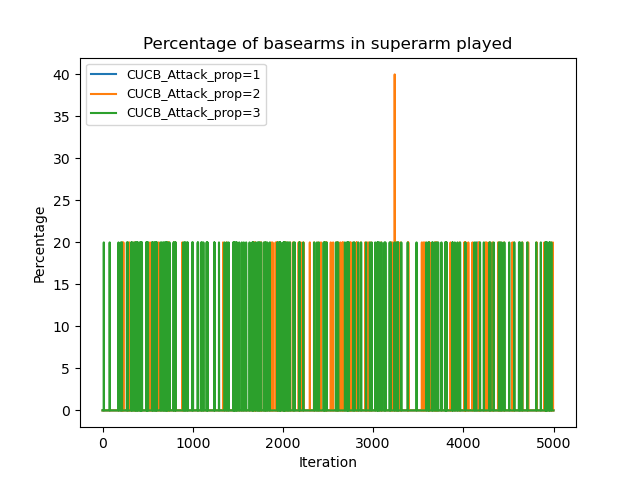 Percentage of basearms in superarm played
CUCB_Attack_prop=1
CUCB_Attack_prop=2
CUCB_Attack_prop=3
Percentage
40
35
30
25
20
15
10
5
0
0 1000 2000 3000 4000 5000
Iteration